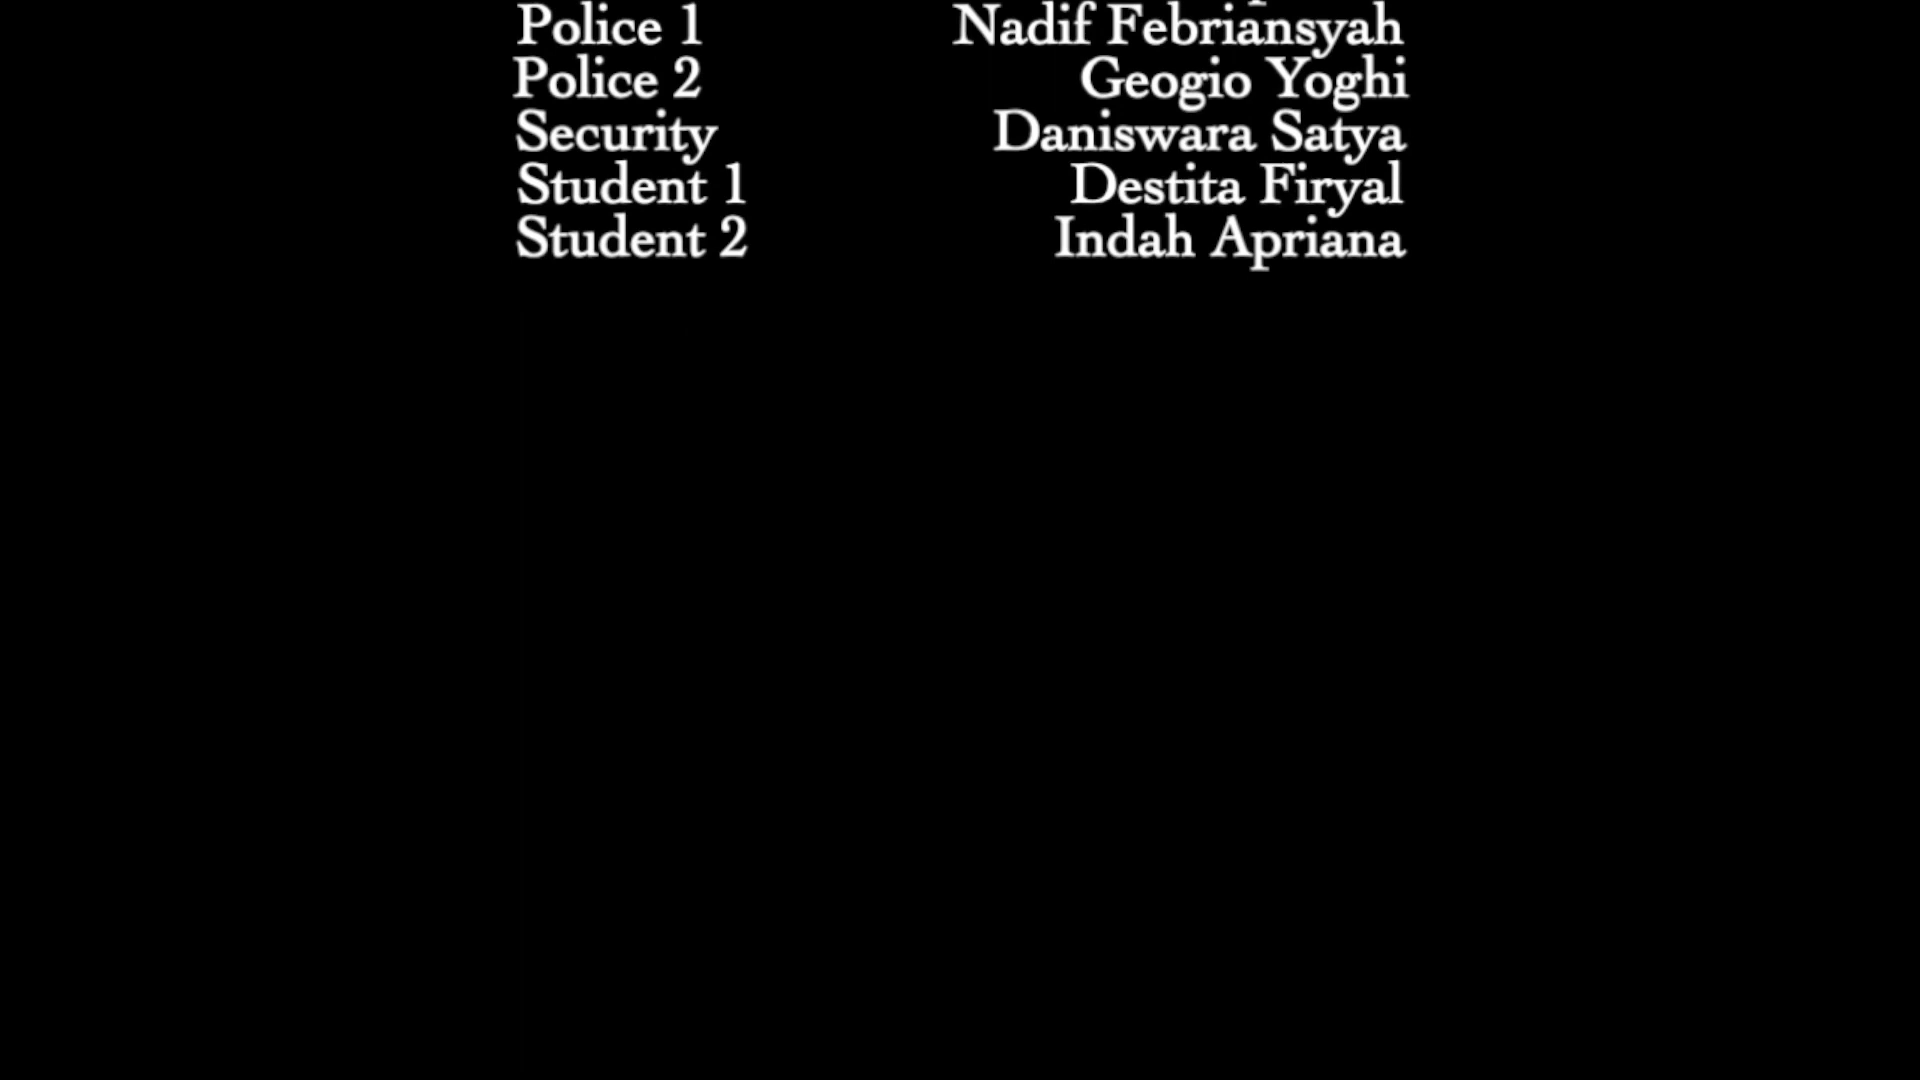 Police 1 Nadif Febriansyah
Police 2 Geogio Yoghi
Security Daniswara Satya
Student 1 Destita Firyal
Student 2 Indah Apriana